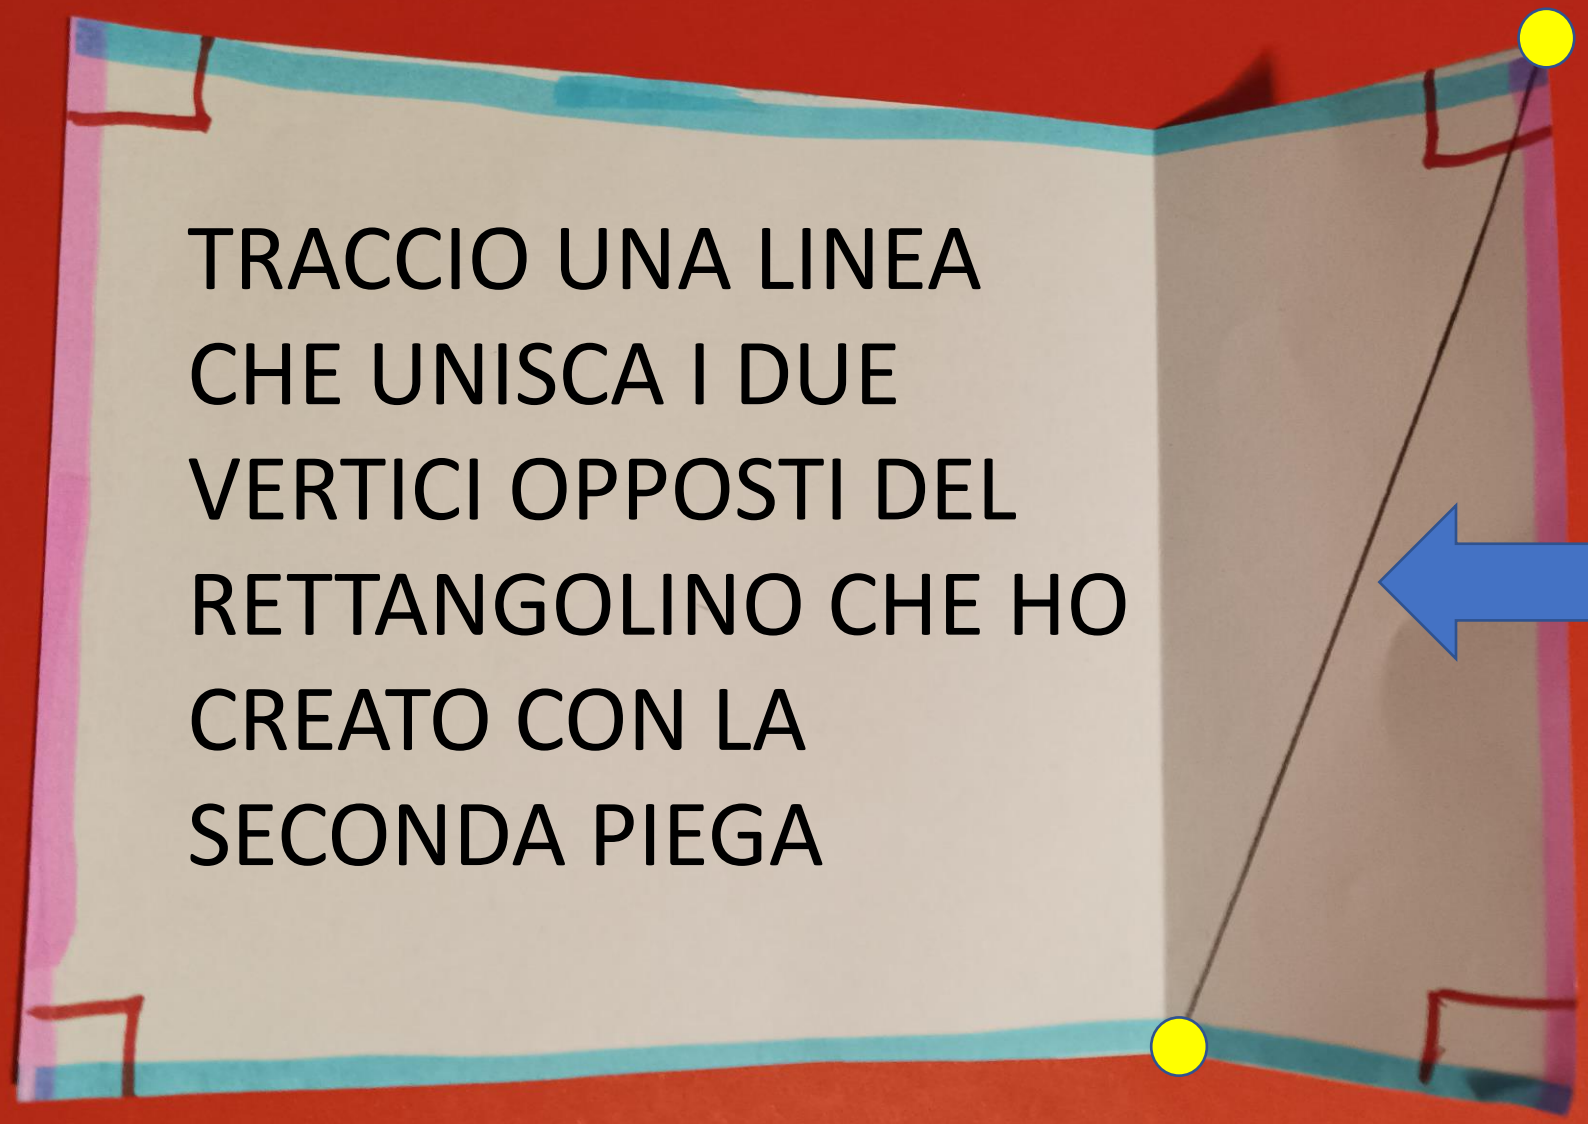 TRACCIO UNA LINEA
CHE UNISCA I DUE
VERTICI OPPOSTI DEL
RETTANGOLINO CHE HO
CREATO CON LA
SECONDA PIEGA